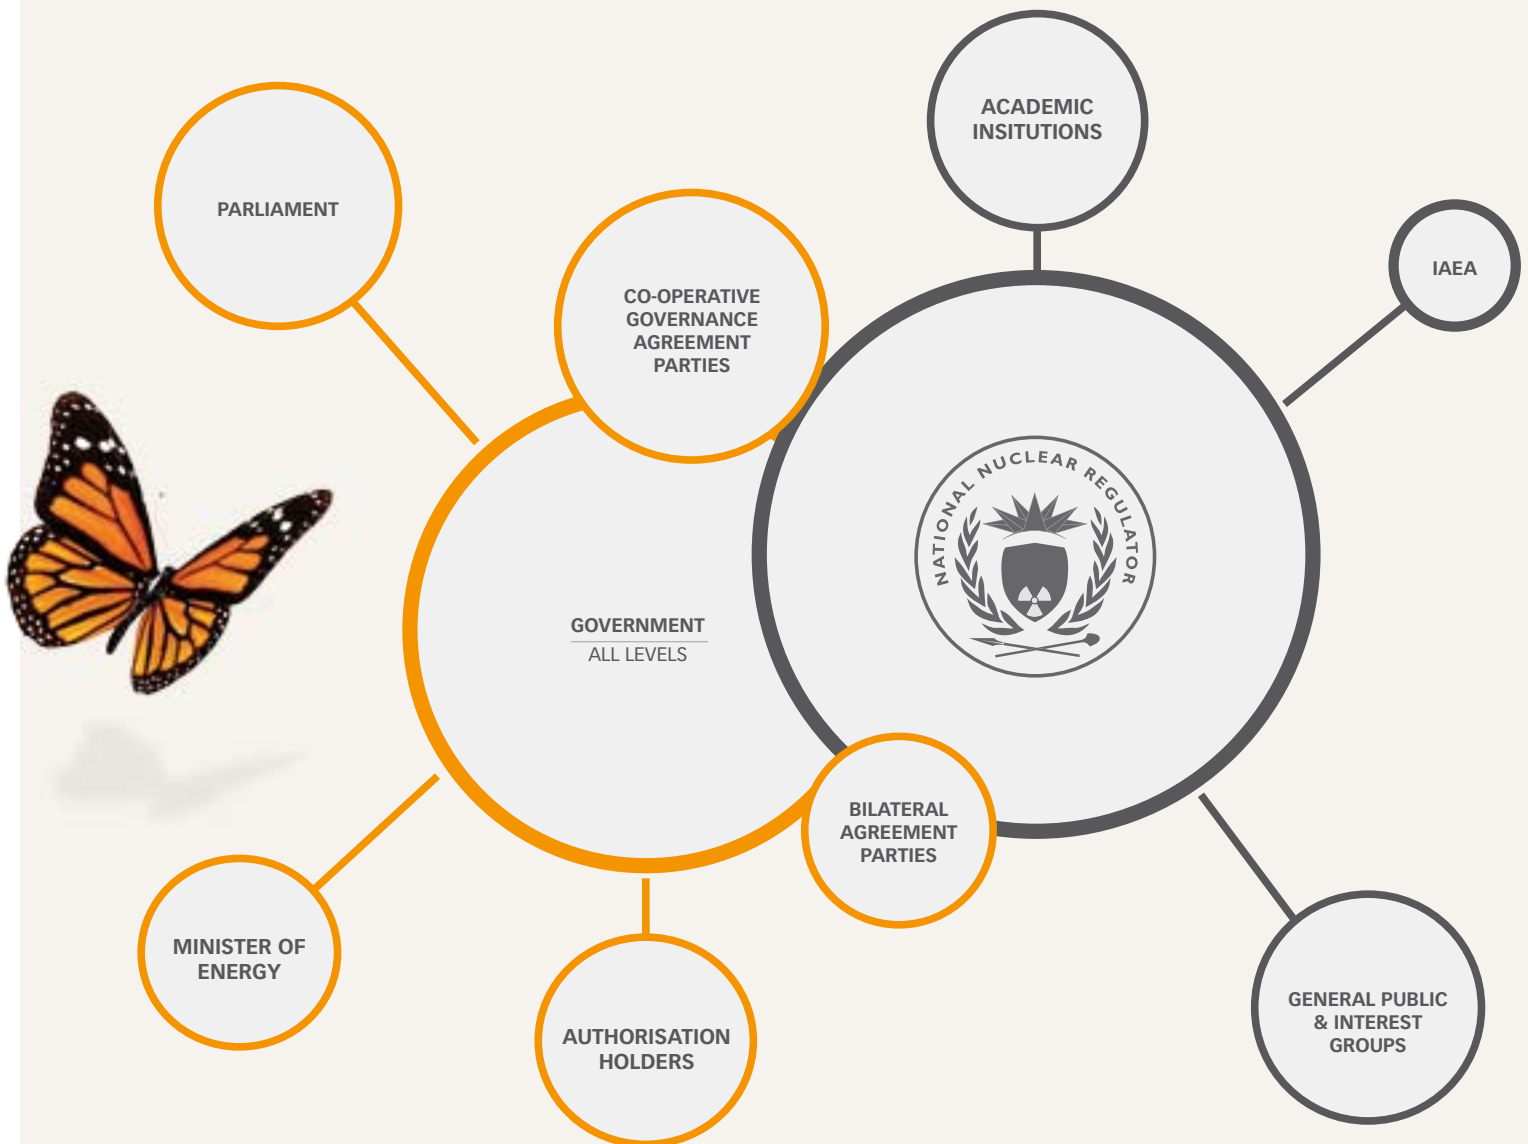 ACADEMIC
INSITUTIONS
PARLIAMENT
IAEA
CO-OPERATIVE
GOVERNANCE
AGREEMENT
PARTIES
NATIONAL NUCLEAR REGULATOR
GOVERNMENT
ALL LEVELS
BILATERAL
AGREEMENT
PARTIES
MINISTER OF
ENERGY
AUTHORISATION
HOLDERS
GENERAL PUBLIC
& INTEREST
GROUPS